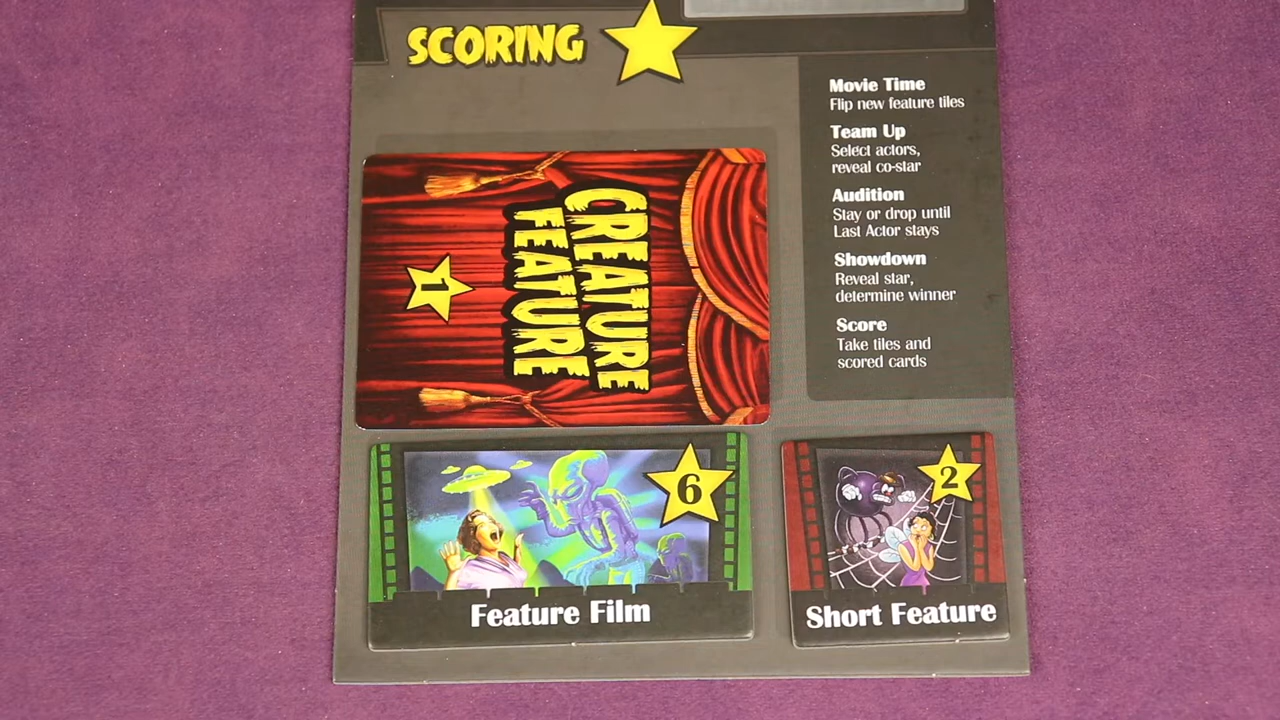 SCORING
Movie Time
Flip new feature tiles
Team Up
Select actors,
reveal co-star
Audition
Stay or drop until
Last Actor stays
Showdown
Reveal star,
determine winner
Score
Take tiles and
scored cards
CREATURE
FEATURE
1
6
Feature Film
2
Short Feature